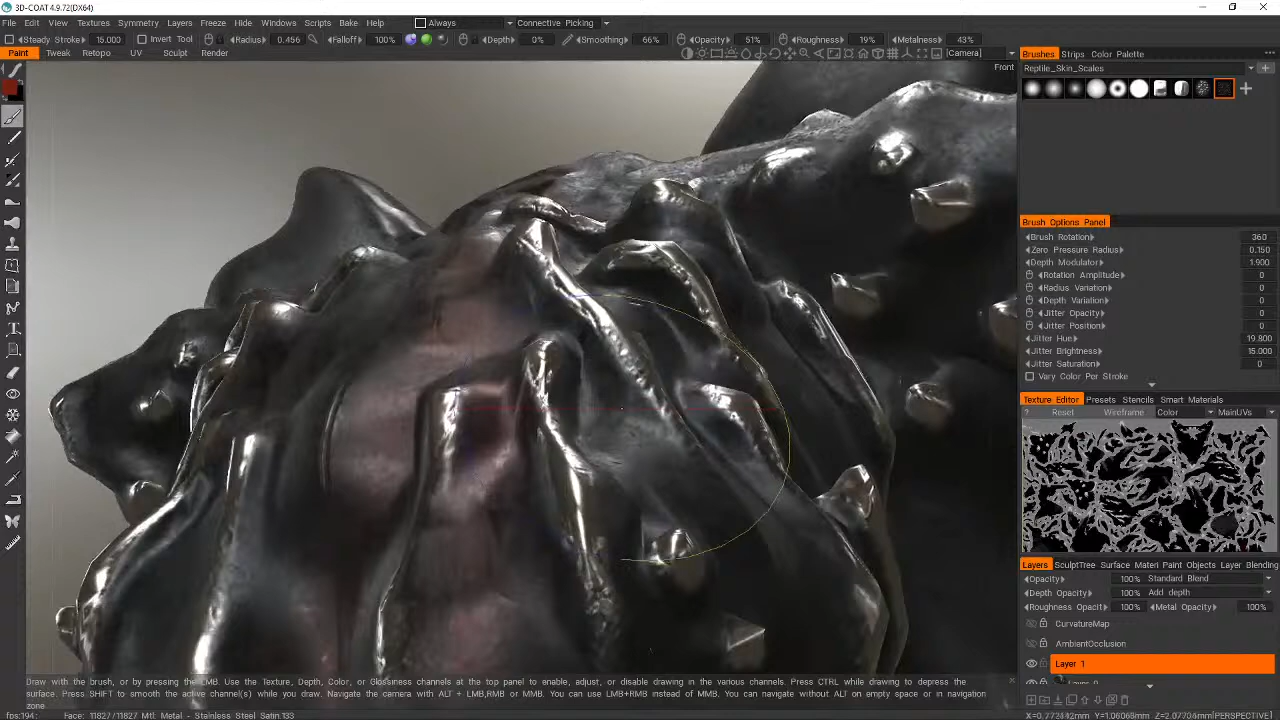 3D-COAT 4.9.72(DX64)
File Edit View Textures Symmetry Layers Freeze Hide Windows Scripts Bake Help Always Connective Picking
Steady Stroke 15.000 Invert Tool Radius 0.456 Falloff 100% Depth 0% Smoothing 66% Opacity 51% Roughness 19% Metalness 43%
Paint Tweak Retopo UV Sculpt Render [Camera]
Front
Brushes Strips Color Palette
Reptile_Skin_Scales
Brush Options Panel
Brush Rotation 360
Zero Pressure Radius 0.150
Depth Modulator 1.900
Rotation Amplitude 0
Radius Variation 0
Depth Variation 0
Jitter Opacity 0
Jitter Position 0
Jitter Hue 19.800
Jitter Brightness 15.000
Jitter Saturation 0
Vary Color Per Stroke
Texture Editor Presets Stencils Smart Materials
? Reset Wireframe Color MainUVs
Layers SculptTree Surface Materi Paint Objects Layer Blending
Opacity 100% Standard Blend
Depth Opacity 100% Add depth
Roughness Opacit 100% Metal Opacity 100%
CurvatureMap
AmbientOcclusion
Layer 1
Draw with the brush, or by pressing the LMB. Use the Texture, Depth, Color, or Glossiness channels at the top panel to enable, adjust, or disable drawing in the various channels. Press CTRL while drawing to depress the
surface. Press SHIFT to smooth the active channel(s) while you draw. Navigate the camera with ALT + LMB,RMB or MMB. You can use LMB+RMB instead of MMB. You can navigate without ALT on empty space or in navigation
zone.
fps:194; Face: 11827/11827 Mtl: Metal - Stainless Steel Satin:133